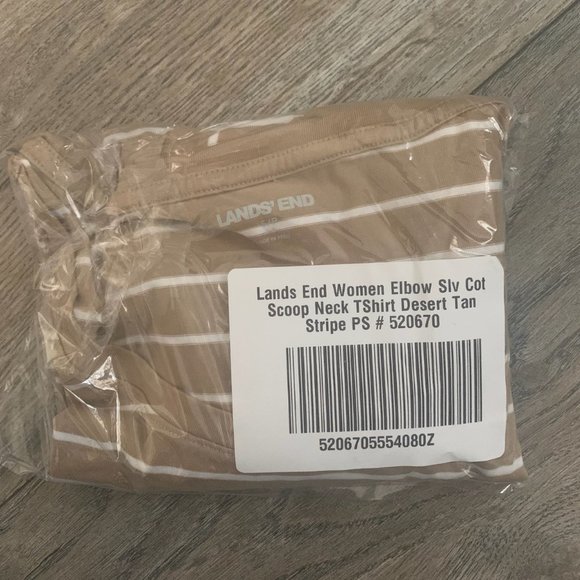 LANDS' END
Lands End Women Elbow Slv Cot
Scoop Neck TShirt Desert Tan
Stripe PS # 520670
5206705554080Z